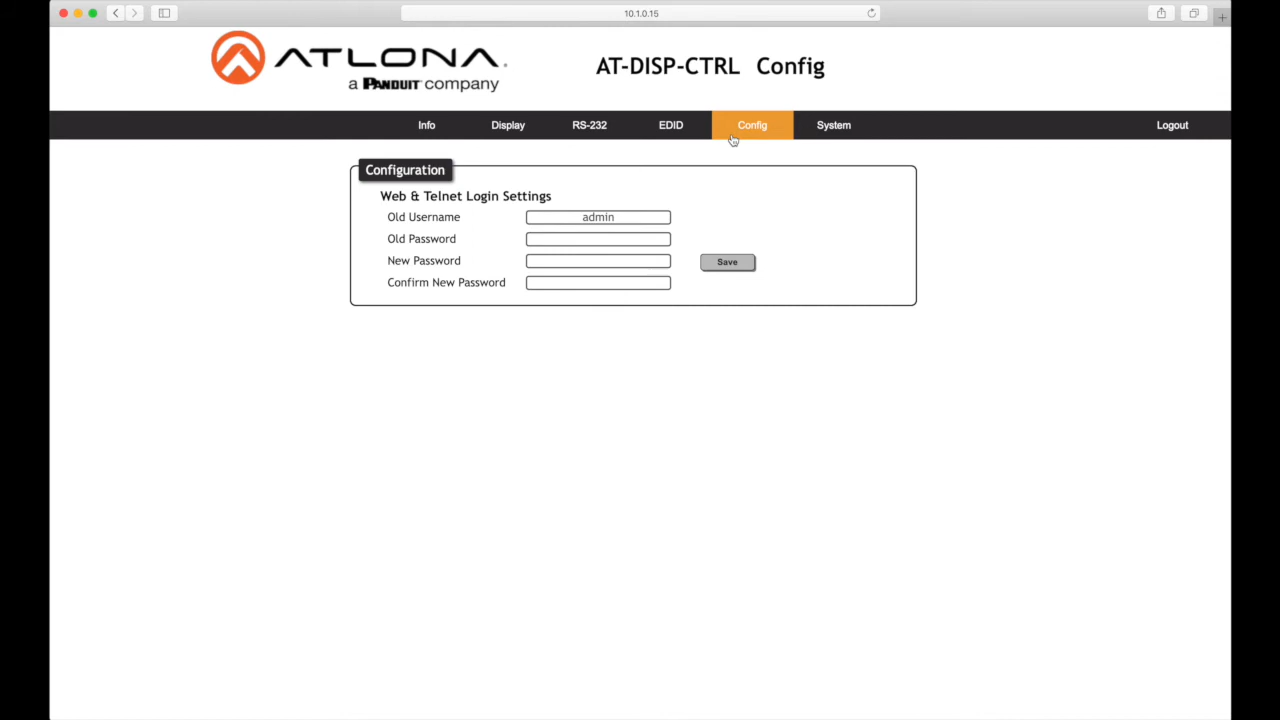 10.1.0.15
ATLONA.
a PANDUIT company
AT-DISP-CTRL Config
Info Display RS-232 EDID Config System Logout
Configuration
Web & Telnet Login Settings
Old Username admin
Old Password
New Password Save
Confirm New Password